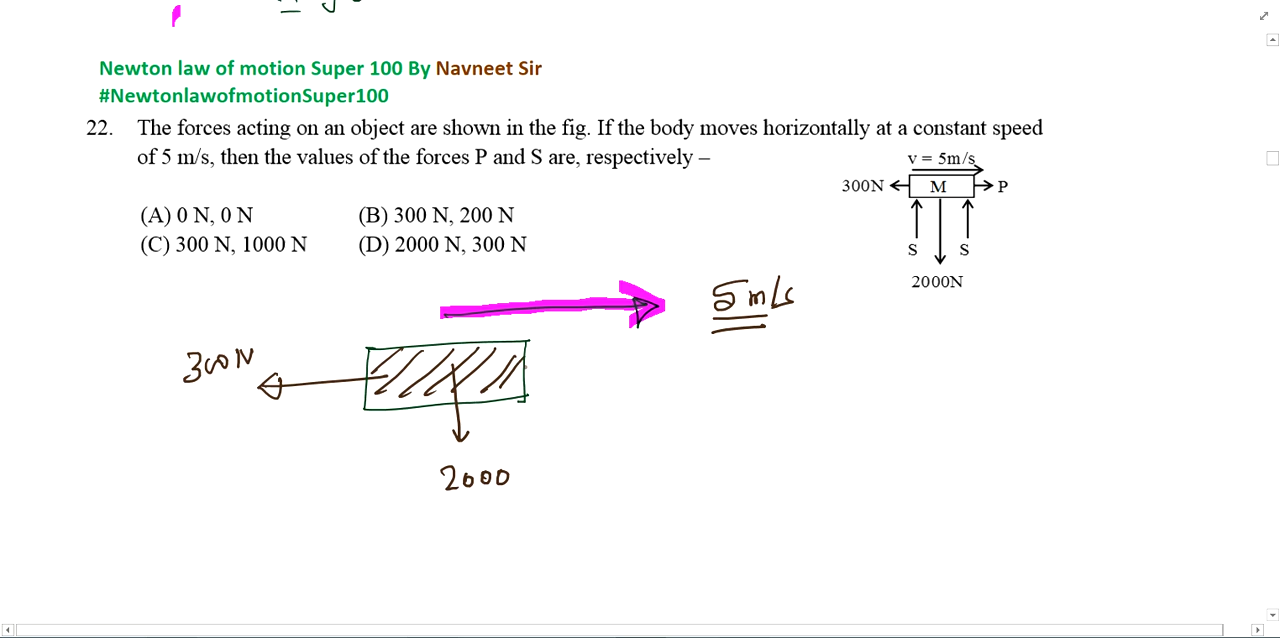 Newton law of motion Super 100 By Navneet Sir
#NewtonlawofmotionSuper100
22. The forces acting on an object are shown in the fig. If the body moves horizontally at a constant speed
of 5 m/s, then the values of the forces P and S are, respectively –
v = 5m/s
300N M P
S S
2000N
(A) 0 N, 0 N (B) 300 N, 200 N
(C) 300 N, 1000 N (D) 2000 N, 300 N
5 m/s
300N
2000